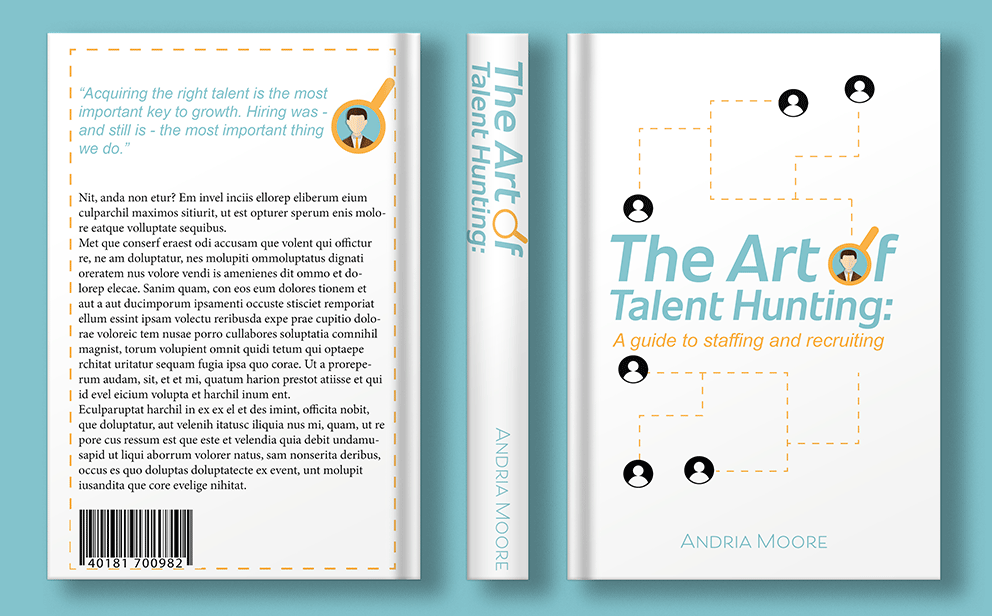 “Acquiring the right talent is the most
important key to growth. Hiring was -
and still is - the most important thing
we do.”
Nit, anda non etur? Em invel inciis ellorep eliberum eium
culparchil maximos sitiurit, ut est opturer sperum enis molo-
re eatque volluptate sequibus.
Met que conserf eraest odi accusam que volent qui offictur
re, ne am doluptatur, nes molupiti ommoluptatus dignati
oreratem nus volore vendi is amenienes dit ommo et do-
lorep elecae. Sanim quam, con eos eum dolores tionem et
aut a aut ducimporum ipsamenti occuste stisciet remporiat
ellum essint ipsam volectu reribusda expe prae cupitio dolo-
rae voloreic tem nusae porro cullabores soluptatia comnihil
magnist, torum volupient omnit quidi tetum qui optaepe
rchitat uritatur sequam fugia ipsa quo corae. Ut a prorepe-
rum audam, sit, et et mi, quatum harion prestot atiisse et qui
id evel eicium volupta et harchil inum ent.
Eculparuptat harchil in ex ex el et des imint, officita nobit,
que doluptatur, aut velenih itatusc iliquia nus mi, quam, ut re
pore cus ressum est que este et velendia quia debit undamu-
sapid ut liqui aborrum volorer natus, sam nonserita deribus,
occus es quo doluptas doluptatecte ex event, unt molupit
iusandita que core evelige nihitat.
40181 700982
The Art Of
Talent Hunting:
ANDRIA MOORE
The Art Of
Talent Hunting:
A guide to staffing and recruiting
ANDRIA MOORE